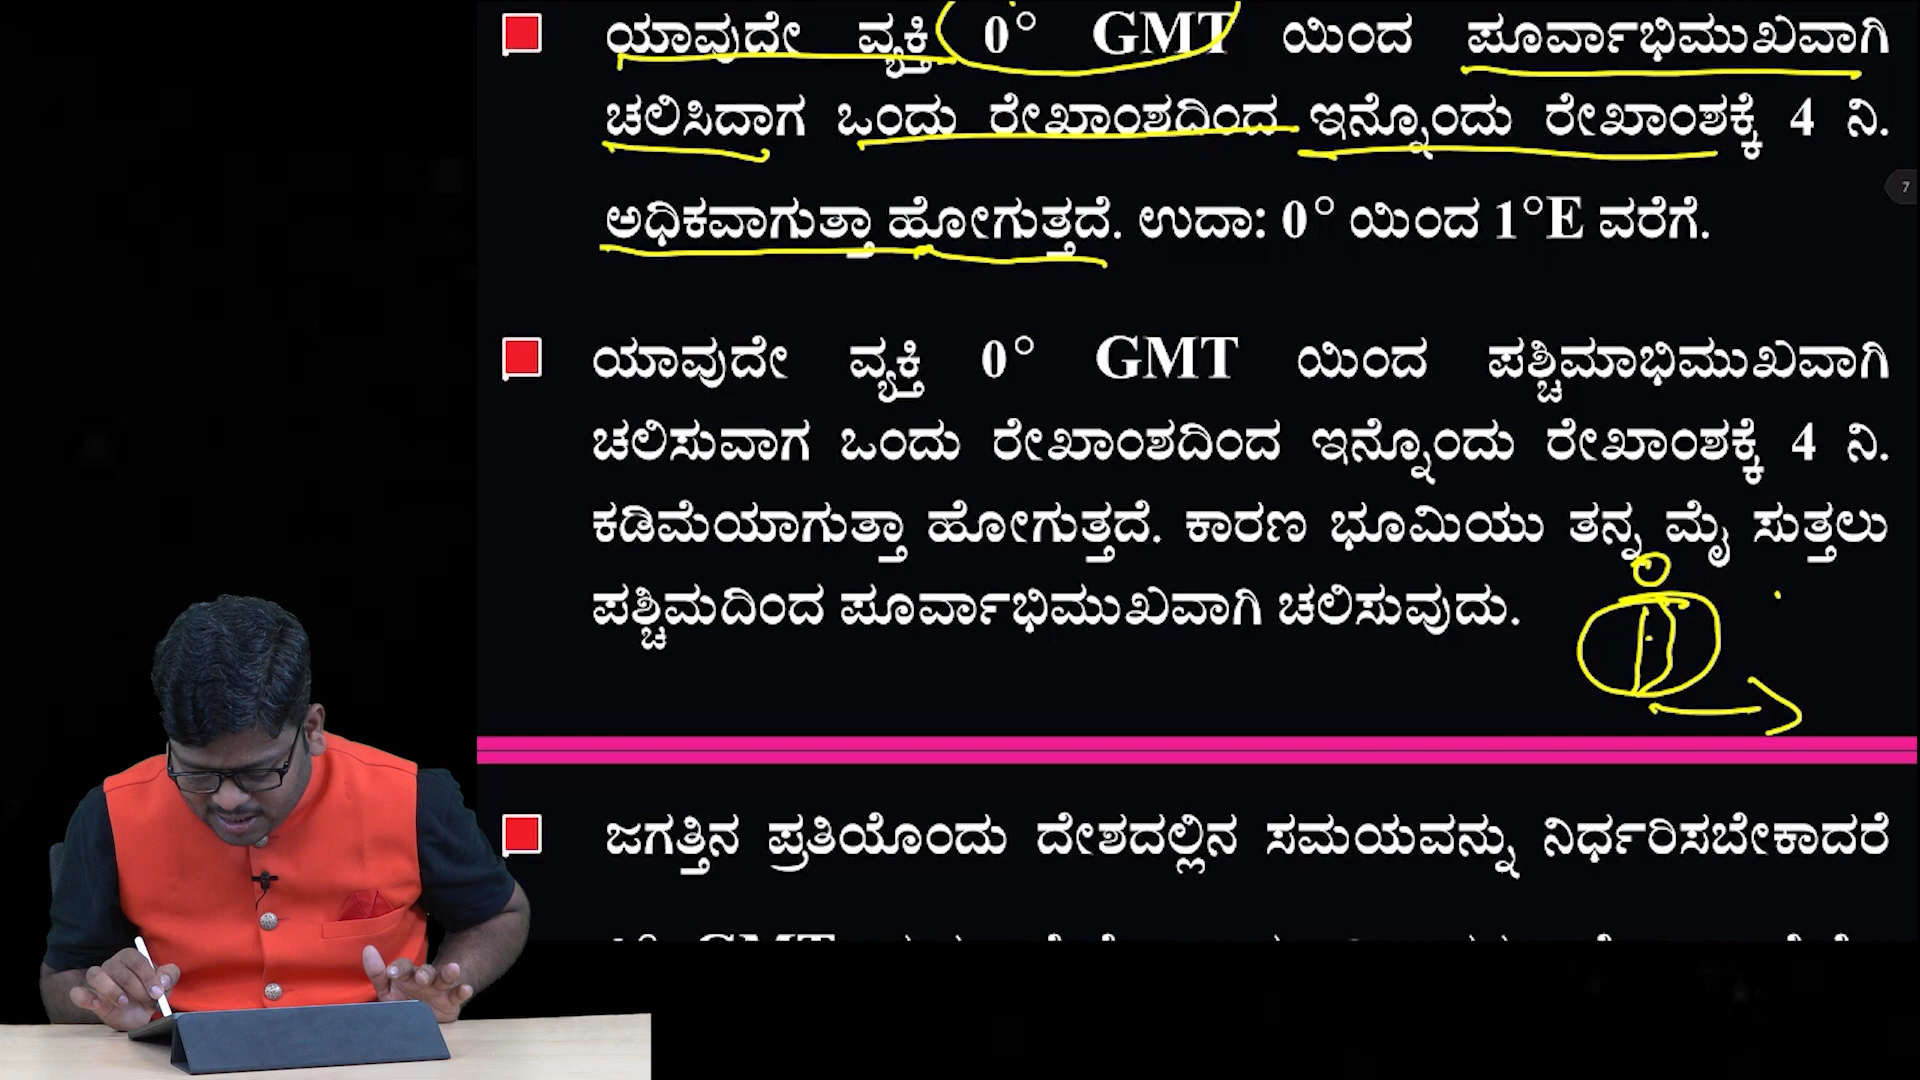 ಯಾವುದೇ ವ್ಯಕ್ತಿ 0° GMT ಯಿಂದ ಪೂರ್ವಾಭಿಮುಖವಾಗಿ
ಚಲಿಸಿದಾಗ ಒಂದು ರೇಖಾಂಶದಿಂದ ಇನ್ನೊಂದು ರೇಖಾಂಶಕ್ಕೆ 4 ನಿ.
ಅಧಿಕವಾಗುತ್ತಾ ಹೋಗುತ್ತದೆ. ಉದಾ: 0° ಯಿಂದ 1°E ವರೆಗೆ.
7
ಯಾವುದೇ ವ್ಯಕ್ತಿ 0° GMT ಯಿಂದ ಪಶ್ಚಿಮಾಭಿಮುಖವಾಗಿ
ಚಲಿಸುವಾಗ ಒಂದು ರೇಖಾಂಶದಿಂದ ಇನ್ನೊಂದು ರೇಖಾಂಶಕ್ಕೆ 4 ನಿ.
ಕಡಿಮೆಯಾಗುತ್ತಾ ಹೋಗುತ್ತದೆ. ಕಾರಣ ಭೂಮಿಯು ತನ್ನ ಮೈ ಸುತ್ತಲು
ಪಶ್ಚಿಮದಿಂದ ಪೂರ್ವಾಭಿಮುಖವಾಗಿ ಚಲಿಸುವುದು.
ಜಗತ್ತಿನ ಪ್ರತಿಯೊಂದು ದೇಶದಲ್ಲಿನ ಸಮಯವನ್ನು ನಿರ್ಧರಿಸಬೇಕಾದರೆ